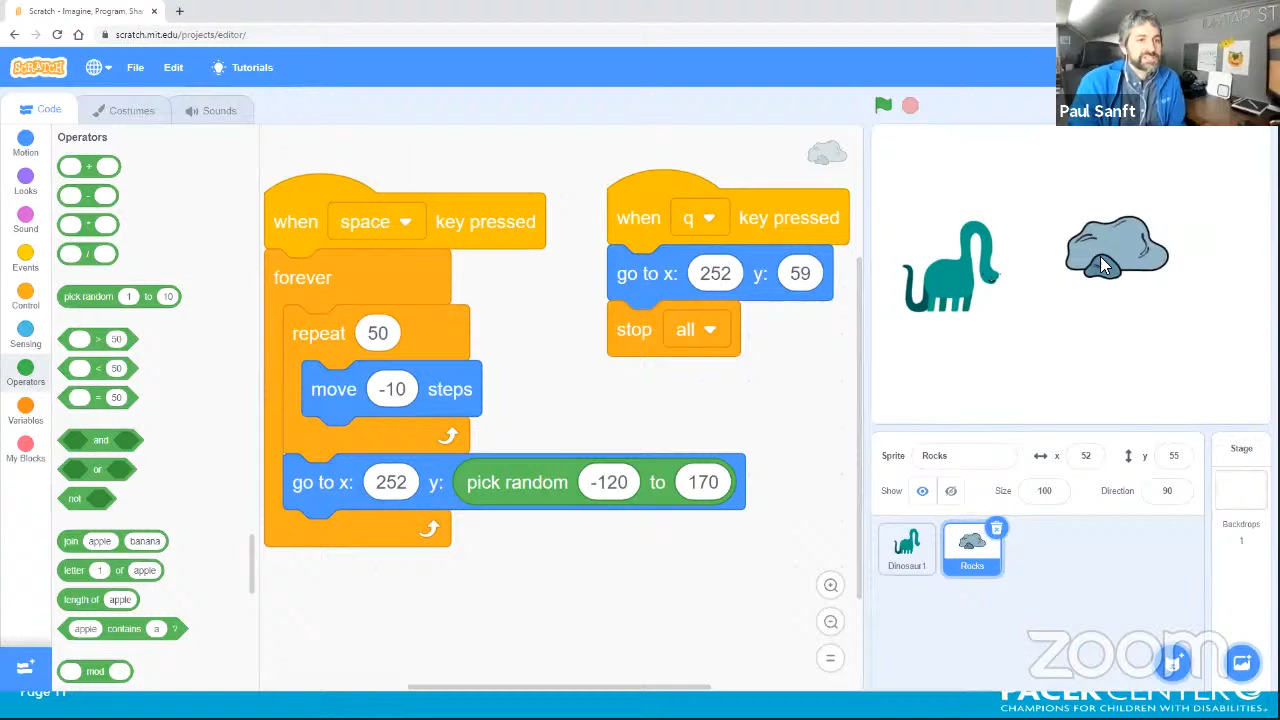 Scratch - Imagine, Program, Sha
scratch.mit.edu/projects/editor/
SCRATCH
File
Edit
Tutorials
Paul Sanft
Code
Costumes
Sounds
Motion
Looks
Sound
Events
Control
Sensing
Operators
Variables
My Blocks
Operators
+
-
*
/
pick random 1 to 10
> 50
< 50
= 50
and
or
not
join apple banana
letter 1 of apple
length of apple
apple contains a ?
mod
when space key pressed
forever
repeat 50
move -10 steps
go to x: 252 y: pick random -120 to 170
when q key pressed
go to x: 252 y: 59
stop all
Sprite Rocks x 52 y 55
Show Size 100 Direction 90
Dinosaur1
Rocks
Stage
Backdrops
1
zoom
Page 11
PACER CENTER
CHAMPIONS FOR CHILDREN WITH DISABILITIES.